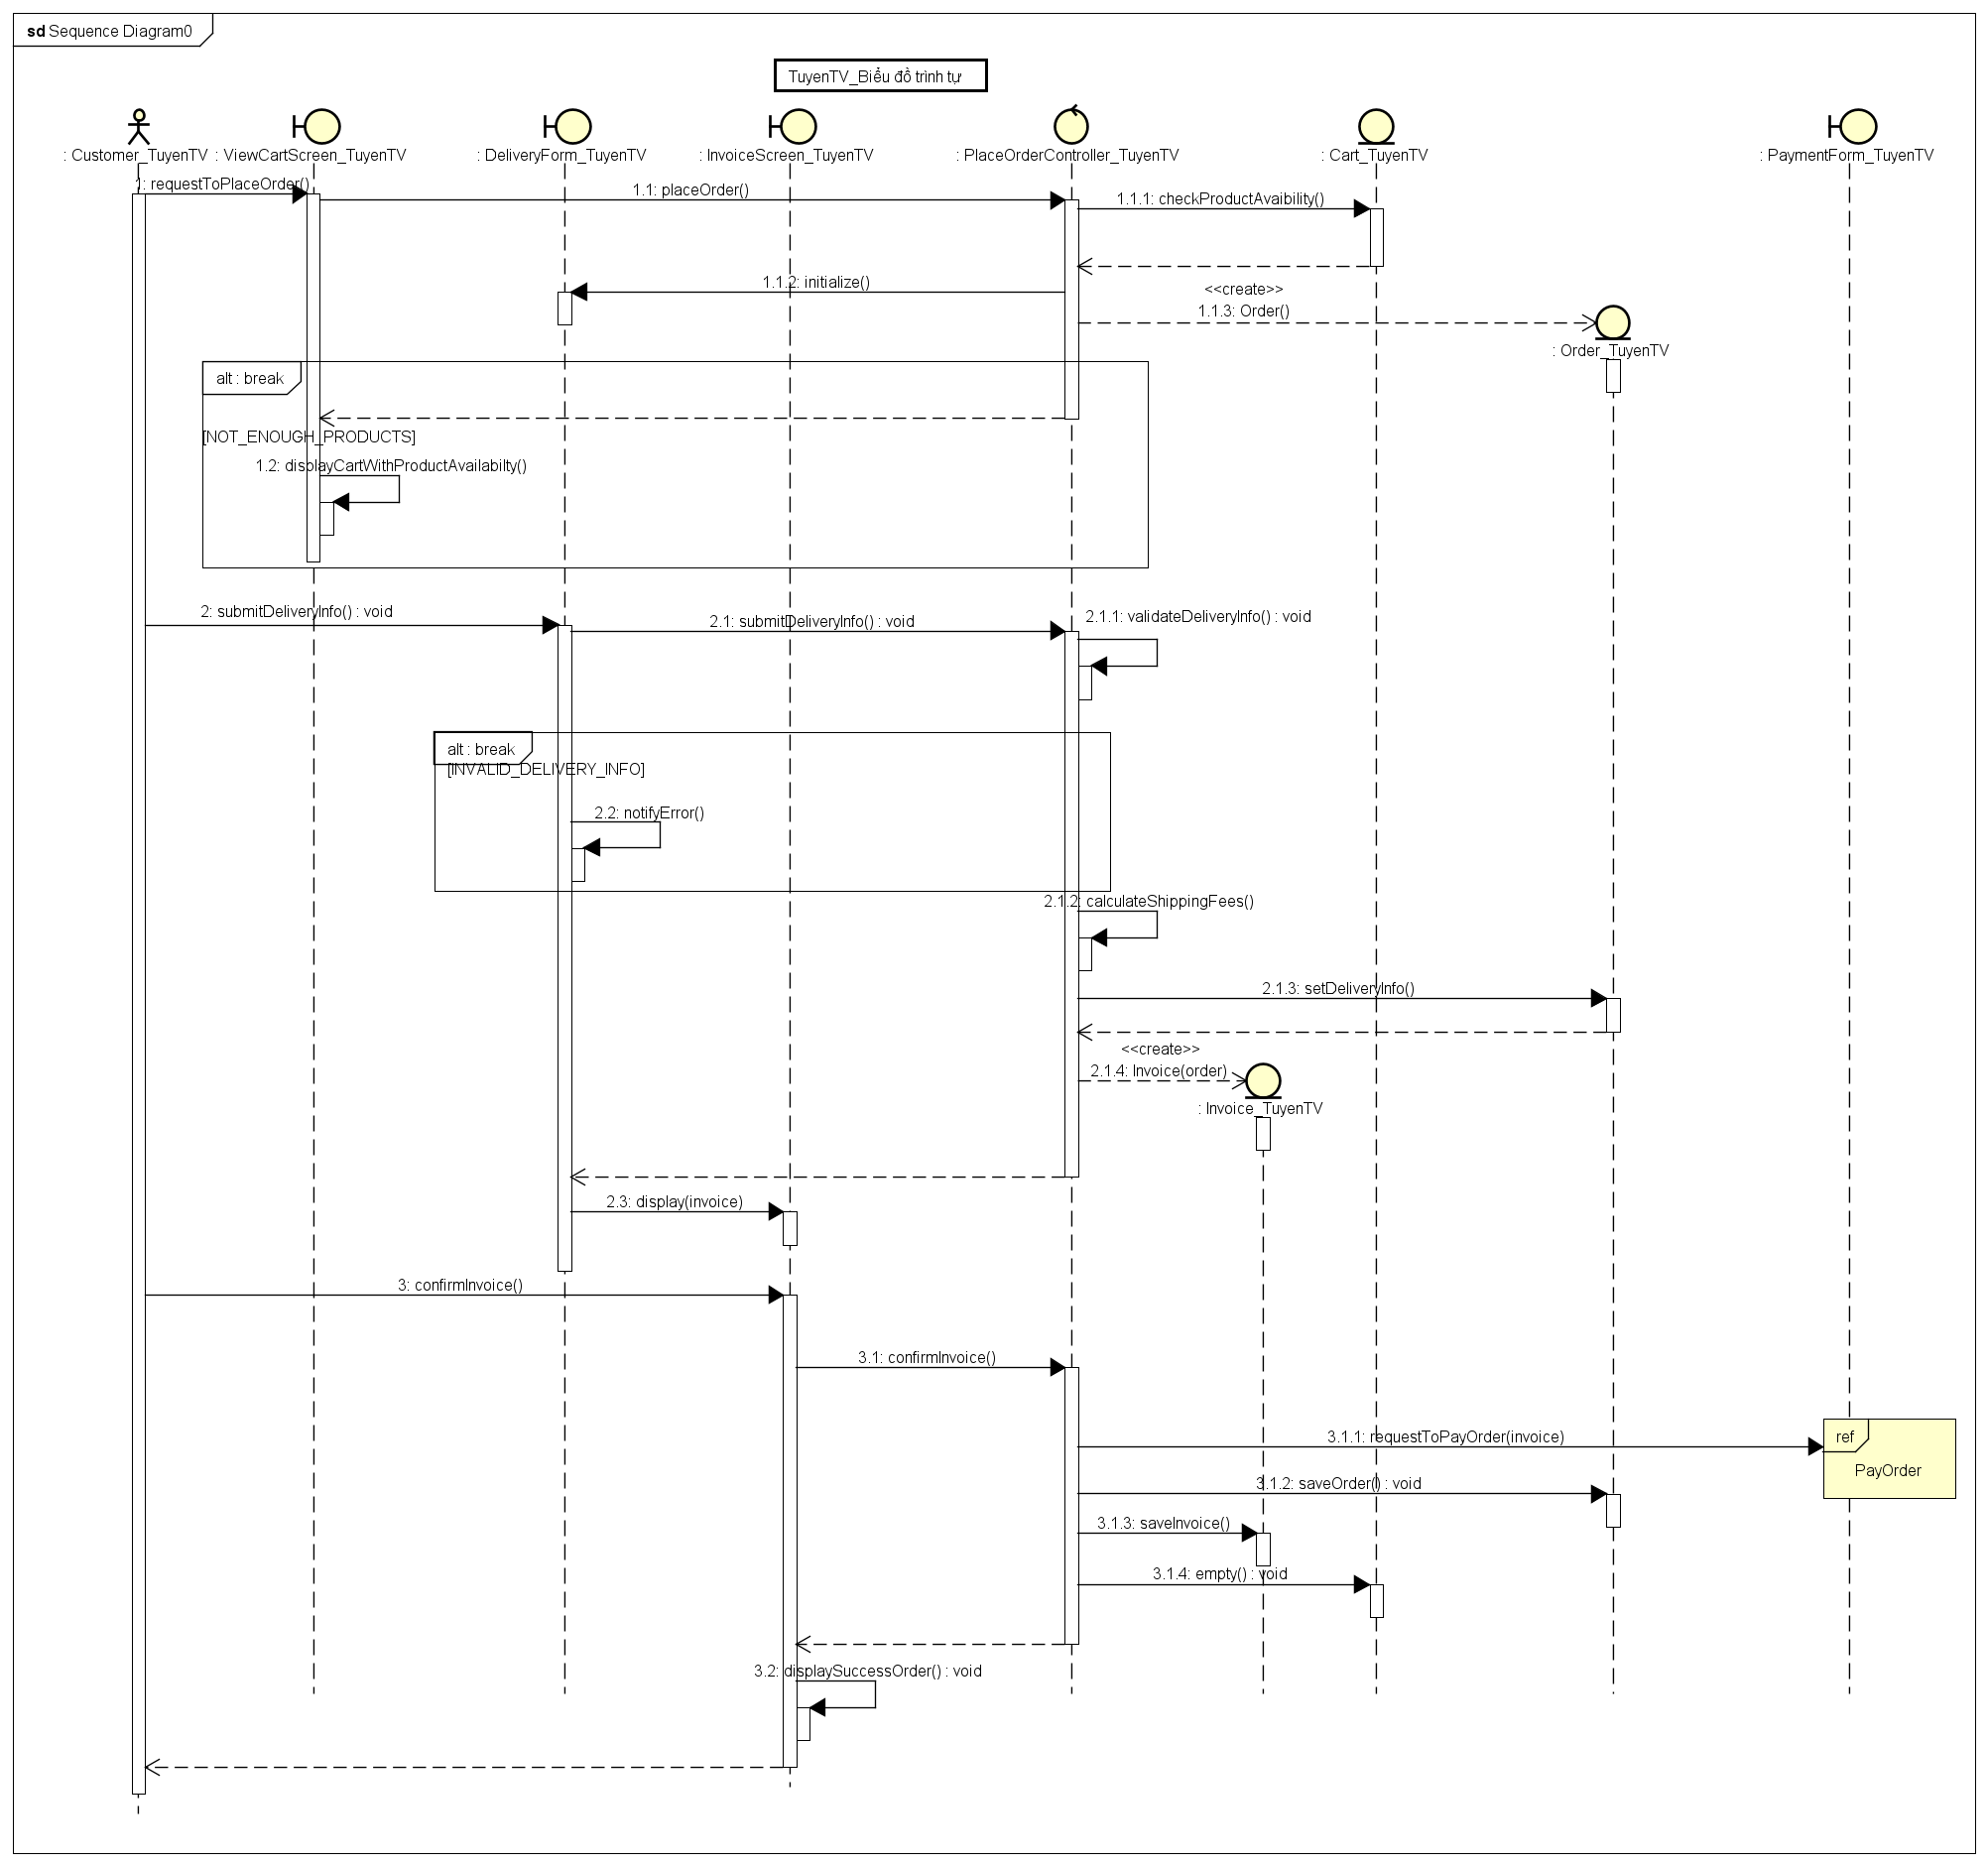 sd Sequence Diagram0
TuyenTV_Biểu đồ trình tự
: Customer_TuyenTV
: ViewCartScreen_TuyenTV
: DeliveryForm_TuyenTV
: InvoiceScreen_TuyenTV
: PlaceOrderController_TuyenTV
: Cart_TuyenTV
: PaymentForm_TuyenTV
1: requestToPlaceOrder()
1.1: placeOrder()
1.1.1: checkProductAvaibility()
1.1.2: initialize()
<<create>>
1.1.3: Order()
: Order_TuyenTV
alt : break
[NOT_ENOUGH_PRODUCTS]
1.2: displayCartWithProductAvailabilty()
2: submitDeliveryInfo() : void
2.1: submitDeliveryInfo() : void
2.1.1: validateDeliveryInfo() : void
alt : break
[INVALID_DELIVERY_INFO]
2.2: notifyError()
2.1.2: calculateShippingFees()
2.1.3: setDeliveryInfo()
<<create>>
2.1.4: Invoice(order)
: Invoice_TuyenTV
2.3: display(invoice)
3: confirmInvoice()
3.1: confirmInvoice()
3.1.1: requestToPayOrder(invoice)
ref
PayOrder
3.1.2: saveOrder() : void
3.1.3: saveInvoice()
3.1.4: empty() : void
3.2: displaySuccessOrder() : void